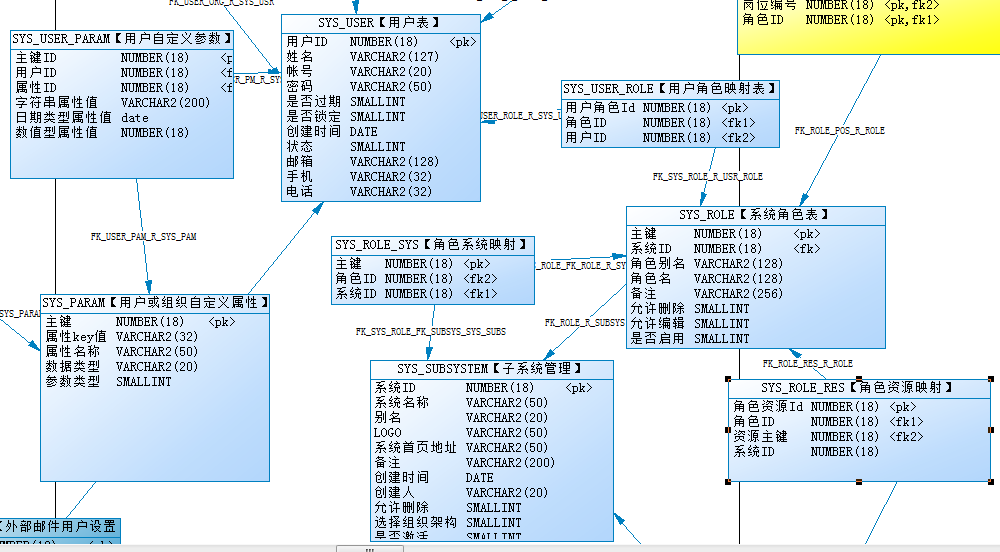 FK_USER_ORG_R_SYS_USR
SYS_USER【用户表】
用户ID NUMBER(18) <pk>
姓名 VARCHAR2(127)
帐号 VARCHAR2(20)
密码 VARCHAR2(50)
是否过期 SMALLINT
是否锁定 SMALLINT
创建时间 DATE
状态 SMALLINT
邮箱 VARCHAR2(128)
手机 VARCHAR2(32)
电话 VARCHAR2(32)
SYS_USER_PARAM【用户自定义参数】
主键ID NUMBER(18) <p
用户ID NUMBER(18) <f
属性ID NUMBER(18) <f
字符串属性值 VARCHAR2(200)
日期类型属性值 date
数值型属性值 NUMBER(18)
R_PM_R_SYS
岗位编号 NUMBER(18) <pk,fk2>
角色ID NUMBER(18) <pk,fk1>
SYS_USER_ROLE【用户角色映射表】
用户角色Id NUMBER(18) <pk>
角色ID NUMBER(18) <fk1>
用户ID NUMBER(18) <fk2>
USER_ROLE_R_SYS_U
FK_ROLE_POS_R_ROLE
FK_SYS_ROLE_R_USR_ROLE
SYS_ROLE【系统角色表】
主键 NUMBER(18) <pk>
系统ID NUMBER(18) <fk>
角色别名 VARCHAR2(128)
角色名 VARCHAR2(128)
备注 VARCHAR2(256)
允许删除 SMALLINT
允许编辑 SMALLINT
是否启用 SMALLINT
FK_USER_PAM_R_SYS_PAM
SYS_ROLE_SYS【角色系统映射】
主键 NUMBER(18) <pk>
角色ID NUMBER(18) <fk2>
系统ID NUMBER(18) <fk1>
_ROLE_FK_ROLE_R_SY
SYS_PARAM【用户或组织自定义属性】
主键 NUMBER(18) <pk>
属性key值 VARCHAR2(32)
属性名称 VARCHAR2(50)
数据类型 VARCHAR2(20)
参数类型 SMALLINT
SYS_PARA
FK_SYS_ROLE_FK_SUBSYS_SYS_SUBS
FK_ROLE_R_SUBSYS
SYS_SUBSYSTEM【子系统管理】
系统ID NUMBER(18) <pk>
系统名称 VARCHAR2(50)
别名 VARCHAR2(20)
LOGO VARCHAR2(50)
系统首页地址 VARCHAR2(50)
备注 VARCHAR2(200)
创建时间 DATE
创建人 VARCHAR2(20)
允许删除 SMALLINT
选择组织架构 SMALLINT
是否激活 SMALLINT
FK_ROLE_RES_R_ROLE
SYS_ROLE_RES【角色资源映射】
角色资源Id NUMBER(18) <pk>
角色ID NUMBER(18) <fk1>
资源主键 NUMBER(18) <fk2>
系统ID NUMBER(18)
【外部邮件用户设置